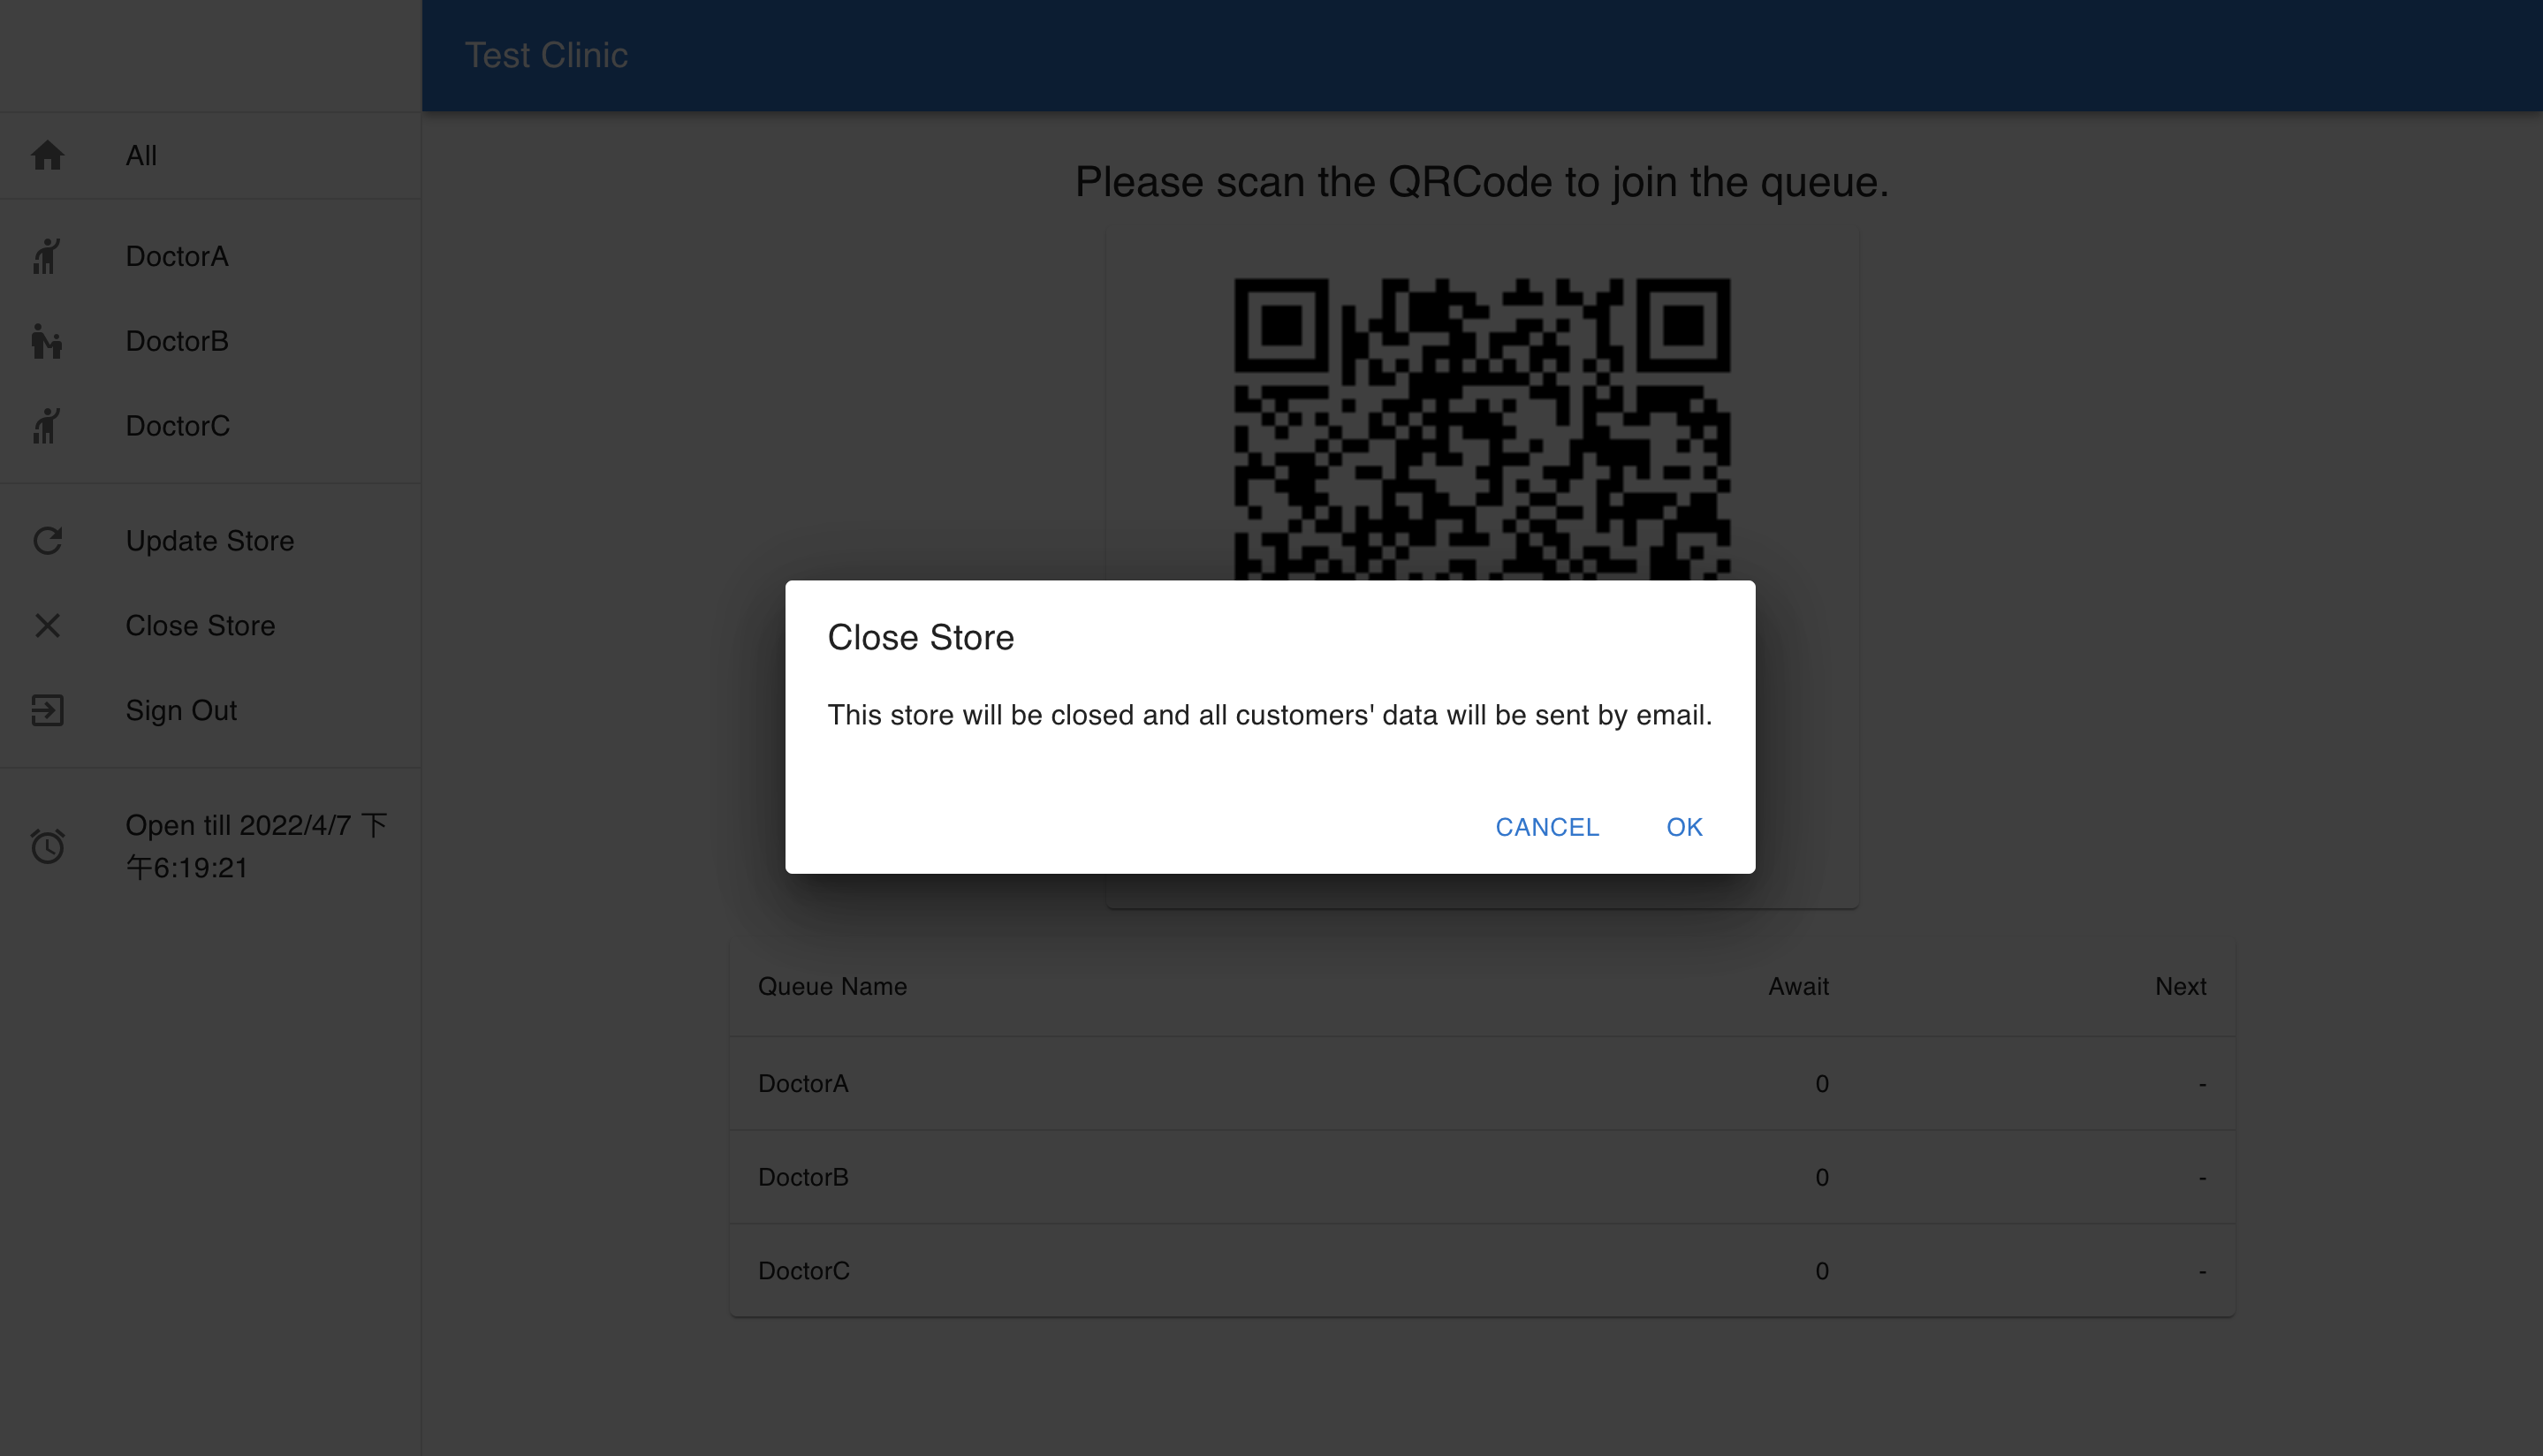 Test Clinic
All
DoctorA
DoctorB
DoctorC
Update Store
Close Store
Sign Out
Open till 2022/4/7 下
午6:19:21
Please scan the QRCode to join the queue.
Close Store
This store will be closed and all customers' data will be sent by email.
CANCEL OK
Queue Name Await Next
DoctorA 0 -
DoctorB 0 -
DoctorC 0 -